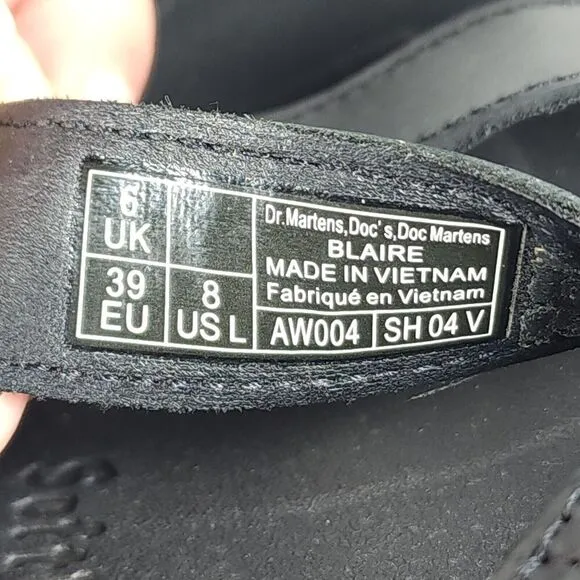 6
UK
39
EU
8
US L
Dr.Martens,Doc's,Doc Martens
BLAIRE
MADE IN VIETNAM
Fabriqué en Vietnam
AW004
SH 04 V
Soft